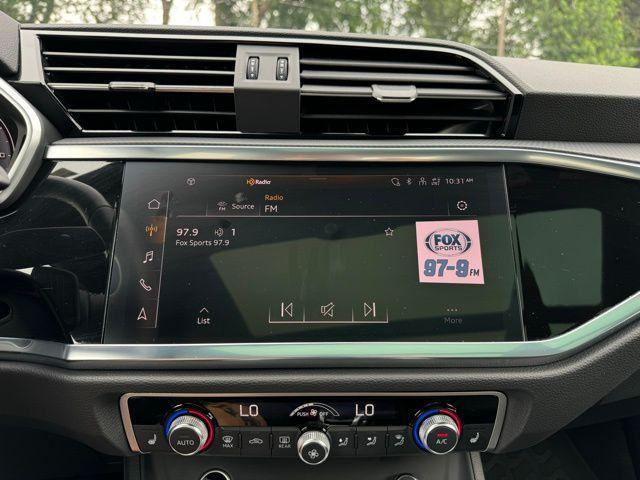 HD Radio
10:31 AM
Radio
FM
Source
FM
97.9 HD 1
Fox Sports 97.9
FOX
SPORTS
97-9 FM
List
More
LO
PUSH OFF
LO
AUTO
MAX
REAR
A/C